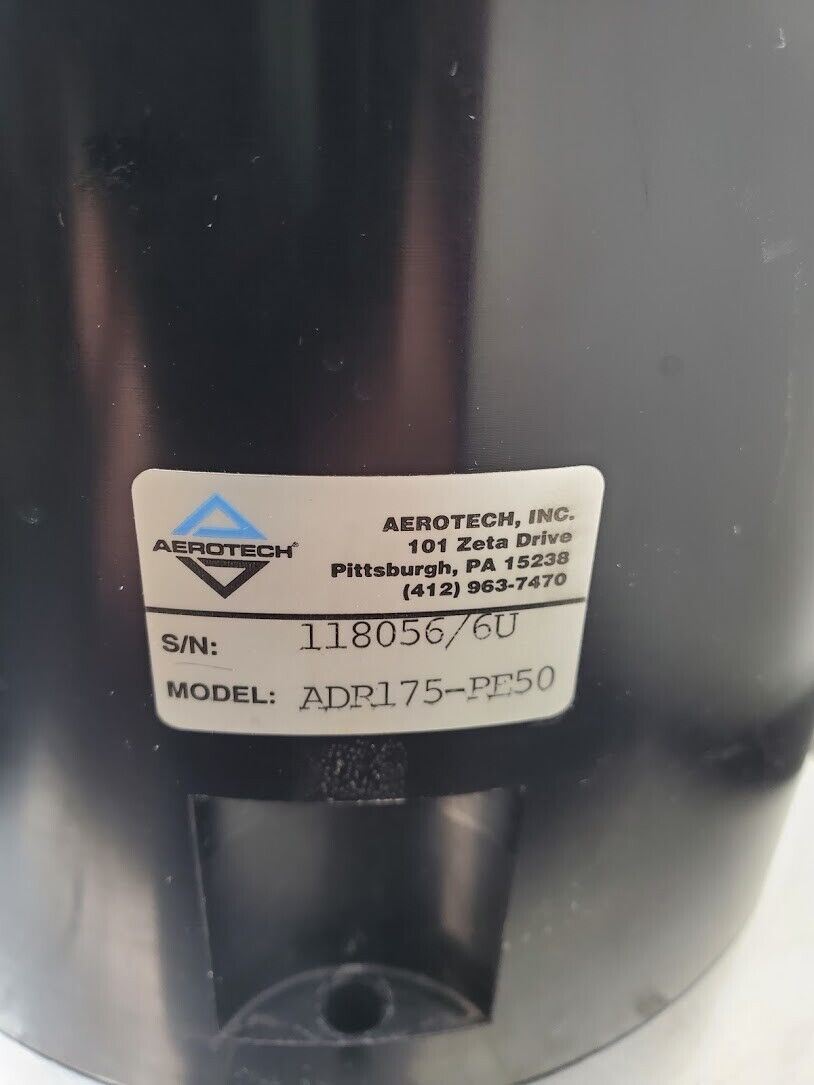 AEROTECH®
AEROTECH, INC.
101 Zeta Drive
Pittsburgh, PA 15238
(412) 963-7470
S/N: 118056/6U
MODEL: ADR175-PE50